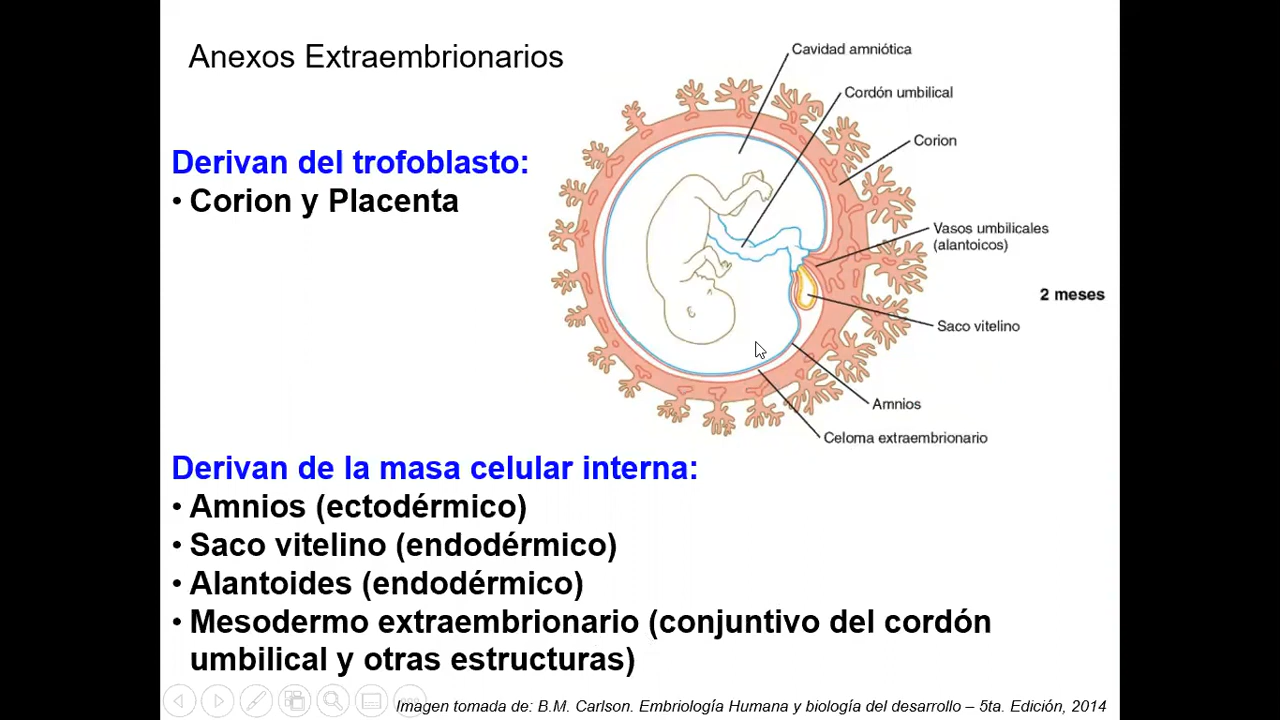 Anexos Extraembrionarios
Derivan del trofoblasto:
• Corion y Placenta
Cavidad amniótica
Cordón umbilical
Corion
Vasos umbilicales
(alantoicos)
2 meses
Saco vitelino
Amnios
Celoma extraembrionario
Derivan de la masa celular interna:
• Amnios (ectodérmico)
• Saco vitelino (endodérmico)
• Alantoides (endodérmico)
• Mesodermo extraembrionario (conjuntivo del cordón
umbilical y otras estructuras)
Imagen tomada de: B.M. Carlson. Embriología Humana y biología del desarrollo – 5ta. Edición, 2014